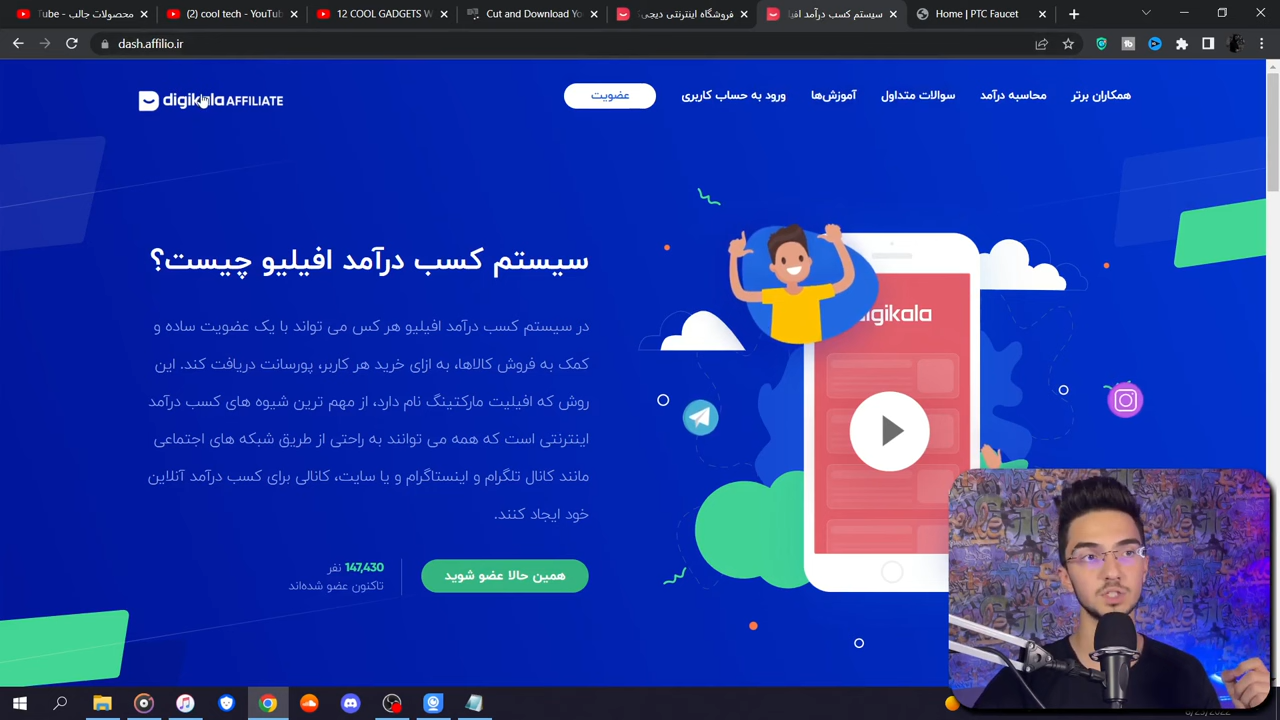 Tube - محصولات جالب
(2) cool tech - YouTu
12 COOL GADGETS W
Cut and Download Yo
فروشگاه اینترنتی دیجی
سیستم کسب درآمد افیا
Home | PTC Faucet
dash.affilio.ir
digikala AFFILIATE
همکاران برتر
محاسبه درآمد
سوالات متداول
آموزش‌ها
ورود به حساب کاربری
عضویت
سیستم کسب درآمد افیلیو چیست؟
در سیستم کسب درآمد افیلیو هر کس می تواند با یک عضویت ساده و
کمک به فروش کالاها، به ازای خرید هر کاربر، پورسانت دریافت کند. این
روش که افیلیت مارکتینگ نام دارد، از مهم ترین شیوه های کسب درآمد
اینترنتی است که همه می توانند به راحتی از طریق شبکه های اجتماعی
مانند کانال تلگرام و اینستاگرام و یا سایت، کانالی برای کسب درآمد آنلاین
خود ایجاد کنند.
همین حالا عضو شوید
147,430 نفر
تاکنون عضو شده‌اند
digikala